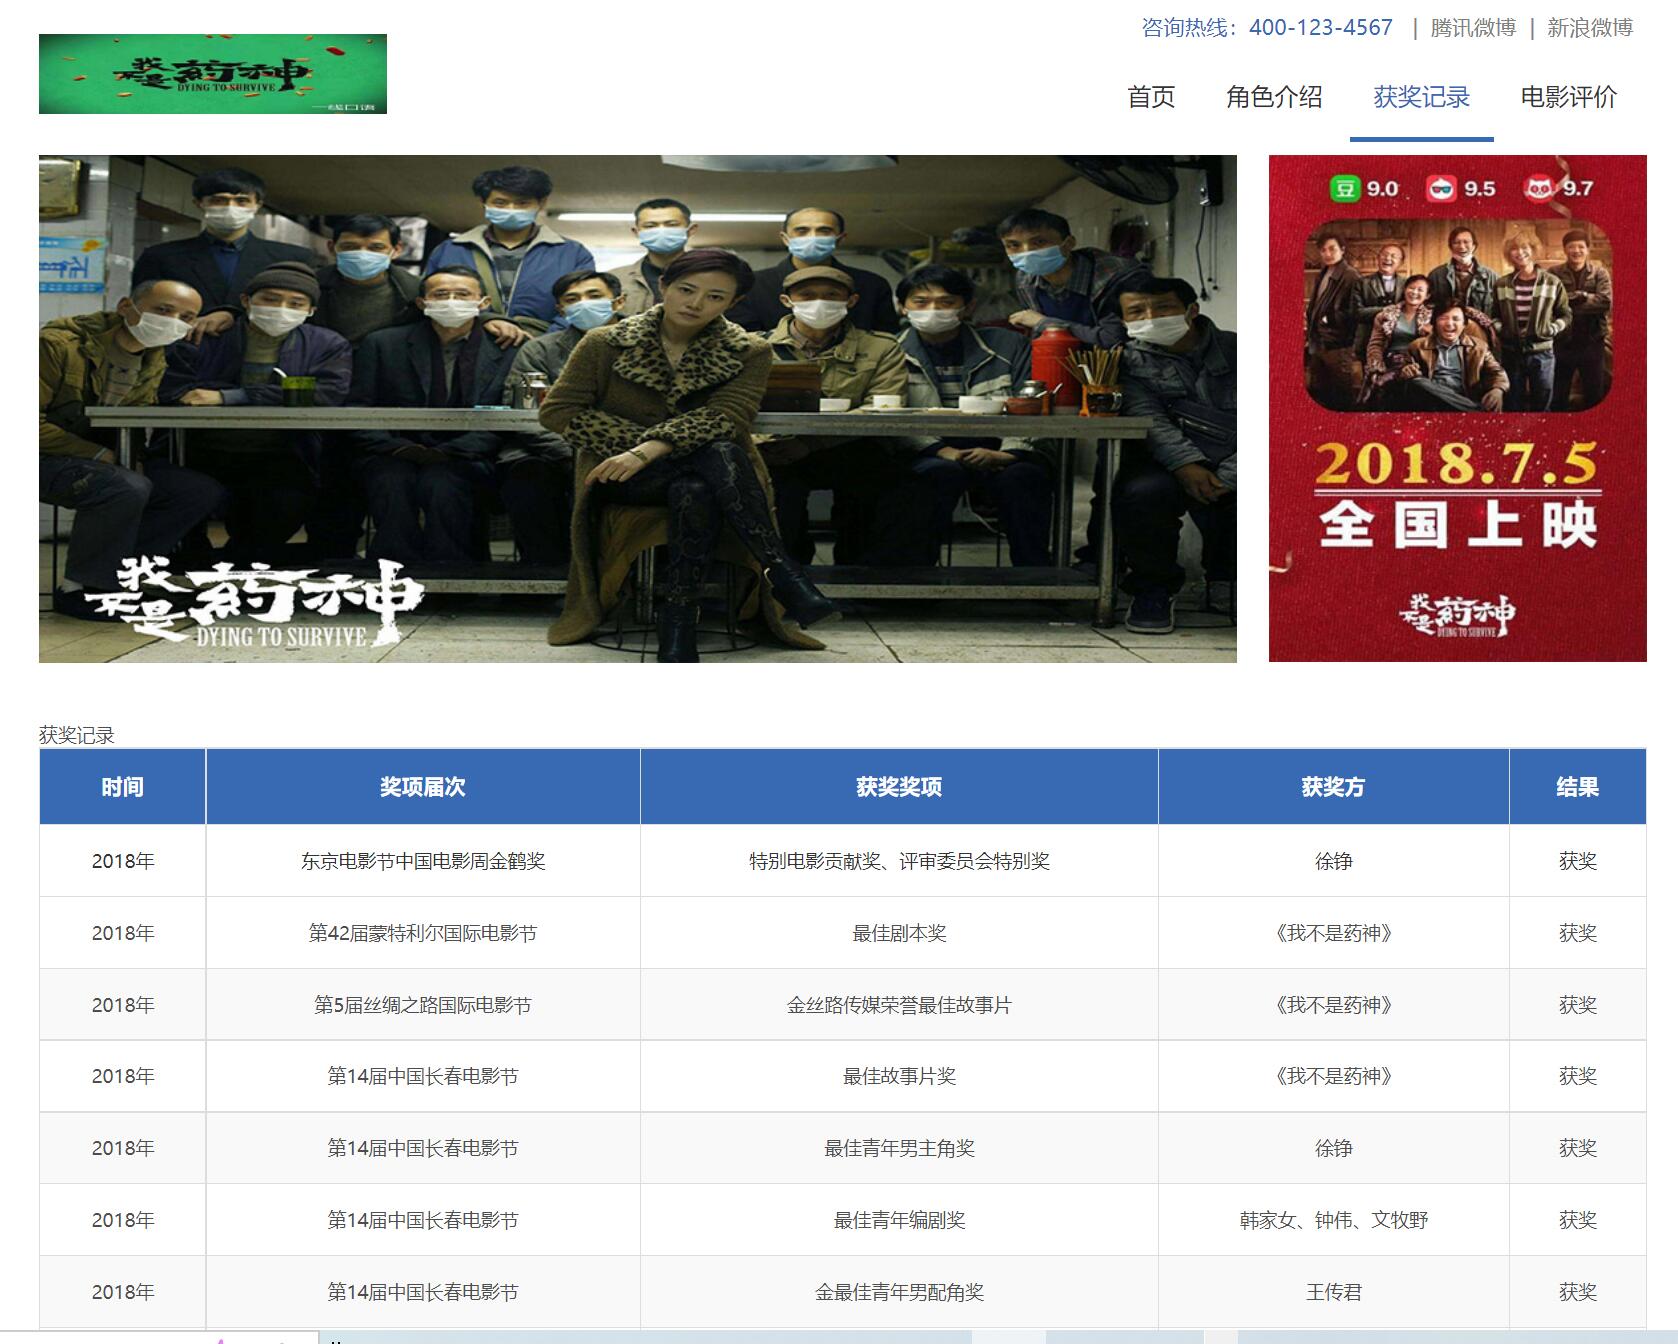 咨询热线：400-123-4567 | 腾讯微博 | 新浪微博
我不是药神
DYING TO SURVIVE
首页 角色介绍 获奖记录 电影评价
豆 9.0 9.5 9.7
2018.7.5
全国上映
我不是药神
DYING TO SURVIVE
我不是药神
DYING TO SURVIVE
获奖记录
时间 奖项届次 获奖奖项 获奖方 结果
2018年 东京电影节中国电影周金鹤奖 特别电影贡献奖、评审委员会特别奖 徐铮 获奖
2018年 第42届蒙特利尔国际电影节 最佳剧本奖 《我不是药神》 获奖
2018年 第5届丝绸之路国际电影节 金丝路传媒荣誉最佳故事片 《我不是药神》 获奖
2018年 第14届中国长春电影节 最佳故事片奖 《我不是药神》 获奖
2018年 第14届中国长春电影节 最佳青年男主角奖 徐铮 获奖
2018年 第14届中国长春电影节 最佳青年编剧奖 韩家女、钟伟、文牧野 获奖
2018年 第14届中国长春电影节 金最佳青年男配角奖 王传君 获奖